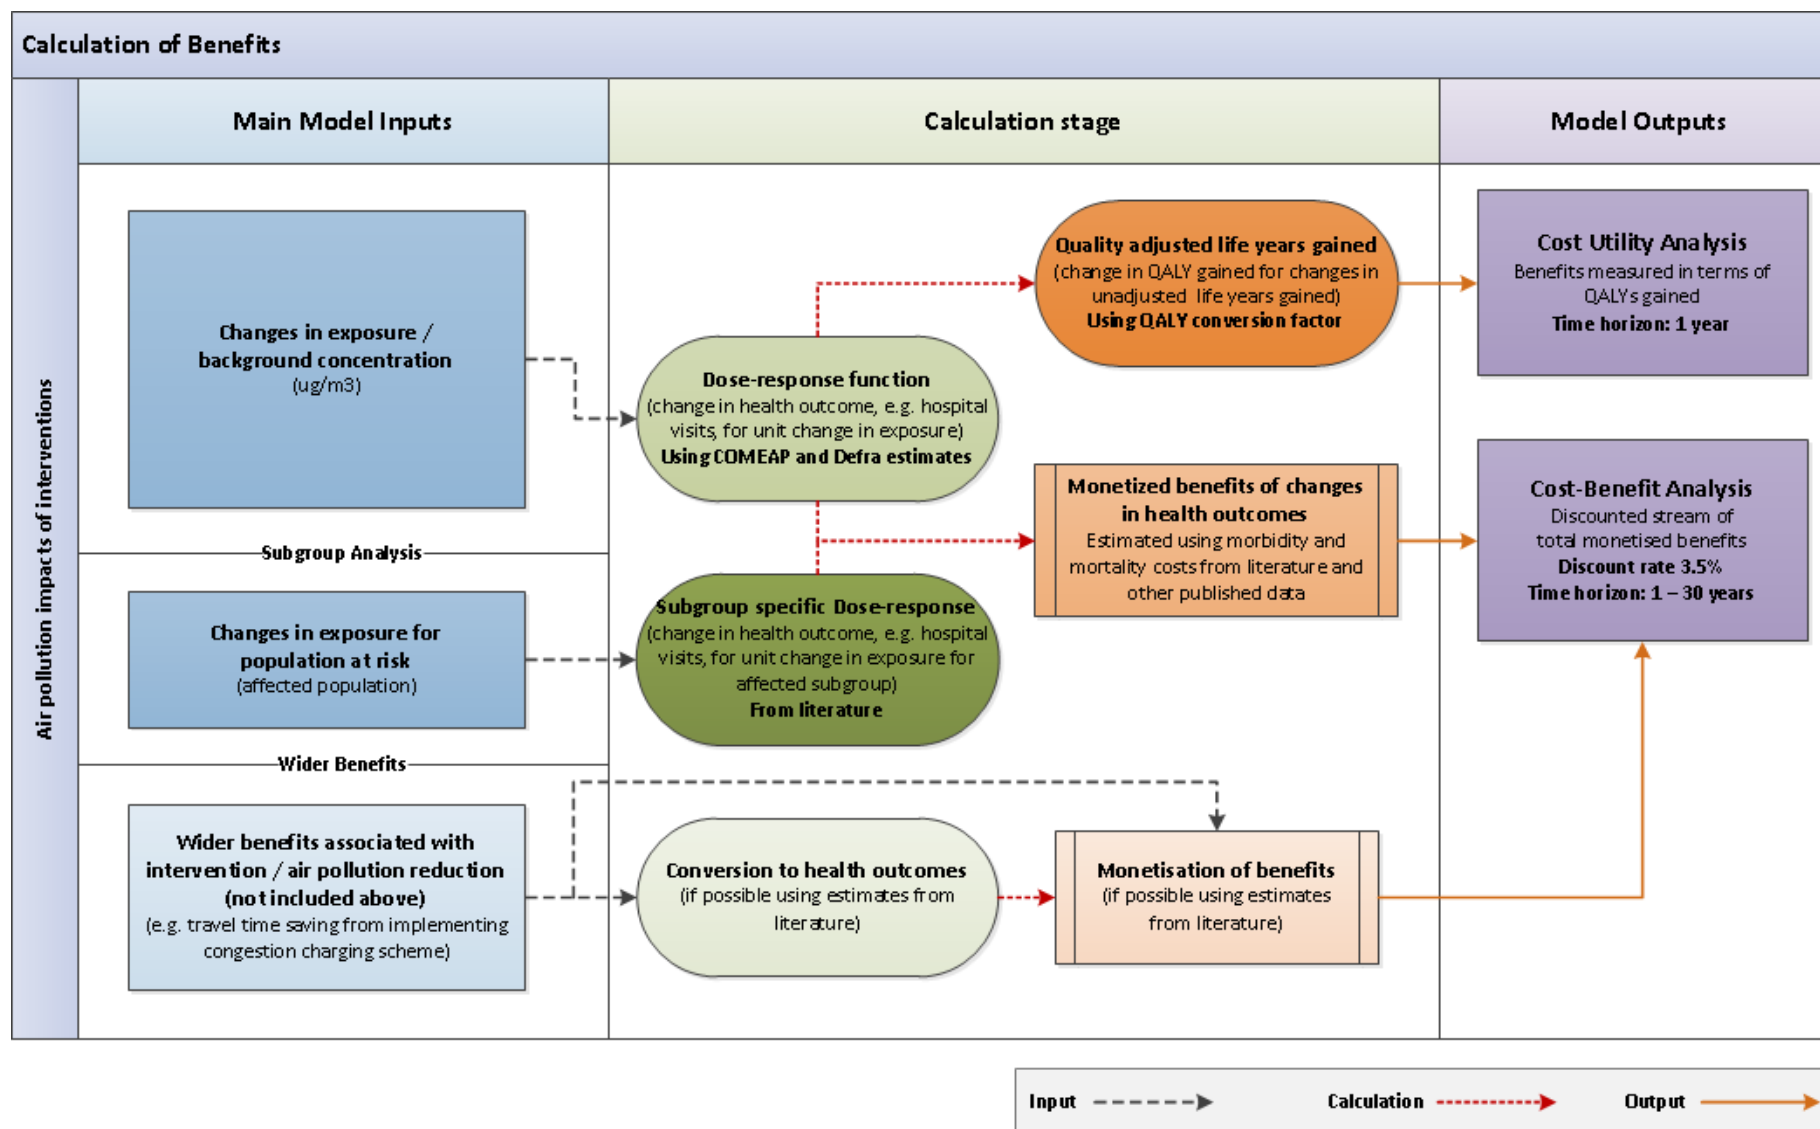 Calculation of Benefits
Main Model Inputs
Calculation stage
Model Outputs
Air pollution impacts of interventions
Changes in exposure /
background concentration
(ug/m3)
Subgroup Analysis
Changes in exposure for
population at risk
(affected population)
Wider Benefits
Wider benefits associated with
intervention / air pollution reduction
(not included above)
(e.g. travel time saving from implementing
congestion charging scheme)
Dose-response function
(change in health outcome, e.g. hospital
visits, for unit change in exposure)
Using COMEAP and Defra estimates
Subgroup specific Dose-response
(change in health outcome, e.g. hospital
visits, for unit change in exposure for
affected subgroup)
From literature
Conversion to health outcomes
(if possible using estimates from
literature)
Quality adjusted life years gained
(change in QALY gained for changes in
unadjusted life years gained)
Using QALY conversion factor
Monetized benefits of changes
in health outcomes
Estimated using morbidity and
mortality costs from literature and
other published data
Monetisation of benefits
(if possible using estimates
from literature)
Cost Utility Analysis
Benefits measured in terms of
QALYs gained
Time horizon: 1 year
Cost-Benefit Analysis
Discounted stream of
total monetised benefits
Discount rate 3.5%
Time horizon: 1 – 30 years
Input
Calculation
Output